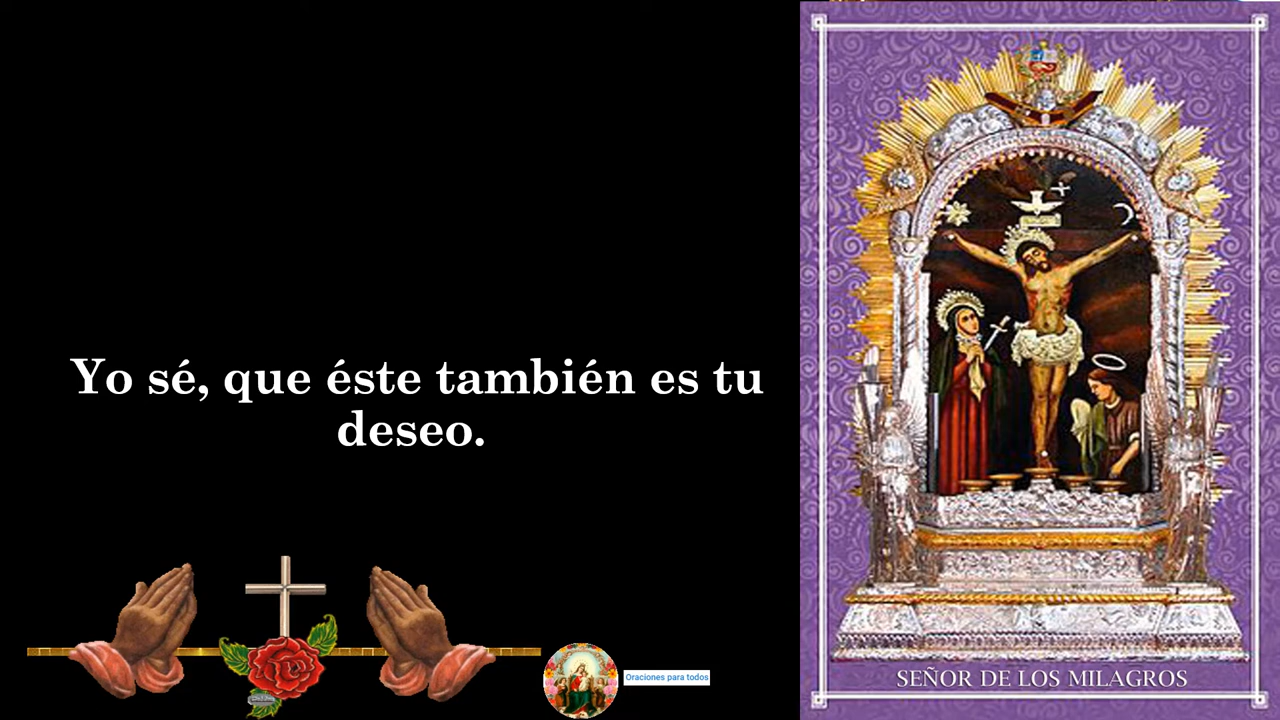 Yo sé, que éste también es tu
deseo.
Oraciones para todos
SEÑOR DE LOS MILAGROS